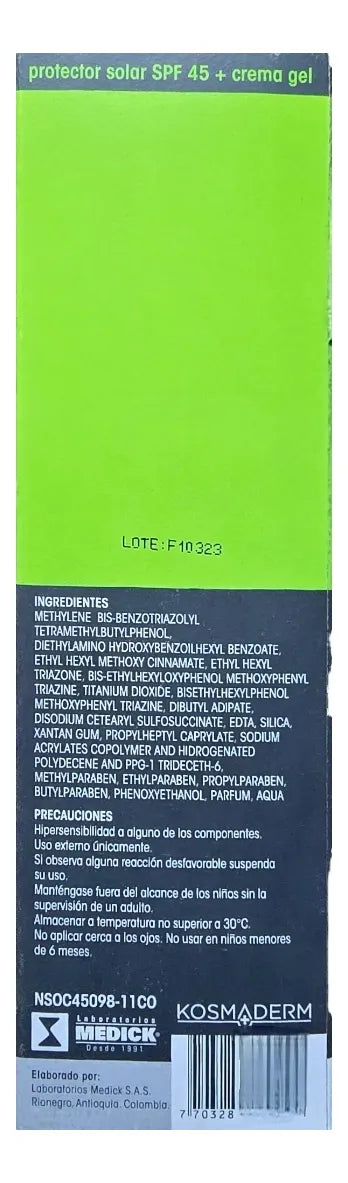 protector solar SPF 45 + crema gel
LOTE:F10323
INGREDIENTES
METHYLENE BIS-BENZOTRIAZOLYL
TETRAMETHYLBUTYLPHENOL,
DIETHYLAMINO HYDROXYBENZOILHEXYL BENZOATE,
ETHYL HEXYL METHOXY CINNAMATE, ETHYL HEXYL
TRIAZONE, BIS-ETHYLHEXYLOXYPHENOL METHOXYPHENYL
TRIAZINE, TITANIUM DIOXIDE, BISETHYLHEXYLPHENOL
METHOXYPHENYL TRIAZINE, DIBUTYL ADIPATE,
DISODIUM CETEARYL SULFOSUCCINATE, EDTA, SILICA,
XANTAN GUM, PROPYLHEPTYL CAPRYLATE, SODIUM
ACRYLATES COPOLYMER AND HIDROGENATED
POLYDECENE AND PPG-1 TRIDECETH-6,
METHYLPARABEN, ETHYLPARABEN, PROPYLPARABEN,
BUTYLPARABEN, PHENOXYETHANOL, PARFUM, AQUA
PRECAUCIONES
Hipersensibilidad a alguno de los componentes.
Uso externo únicamente.
Si observa alguna reacción desfavorable suspenda
su uso.
Manténgase fuera del alcance de los niños sin la
supervisión de un adulto.
Almacenar a temperatura no superior a 30°C.
No aplicar cerca a los ojos. No usar en niños menores
de 6 meses.
NSOC45098-11CO
Laboratorios
MEDICK
Desde 1991
KOSMADERM
Elaborado por:
Laboratorios Medick S.A.S.
Rionegro, Antioquia. Colombia.
7 70328